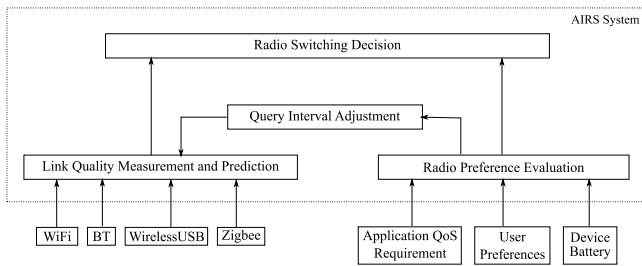 AIRS System
Radio Switching Decision
Query Interval Adjustment
Link Quality Measurement and Prediction
Radio Preference Evaluation
WiFi
BT
WirelessUSB
Zigbee
Application QoS
Requirement
User
Preferences
Device
Battery